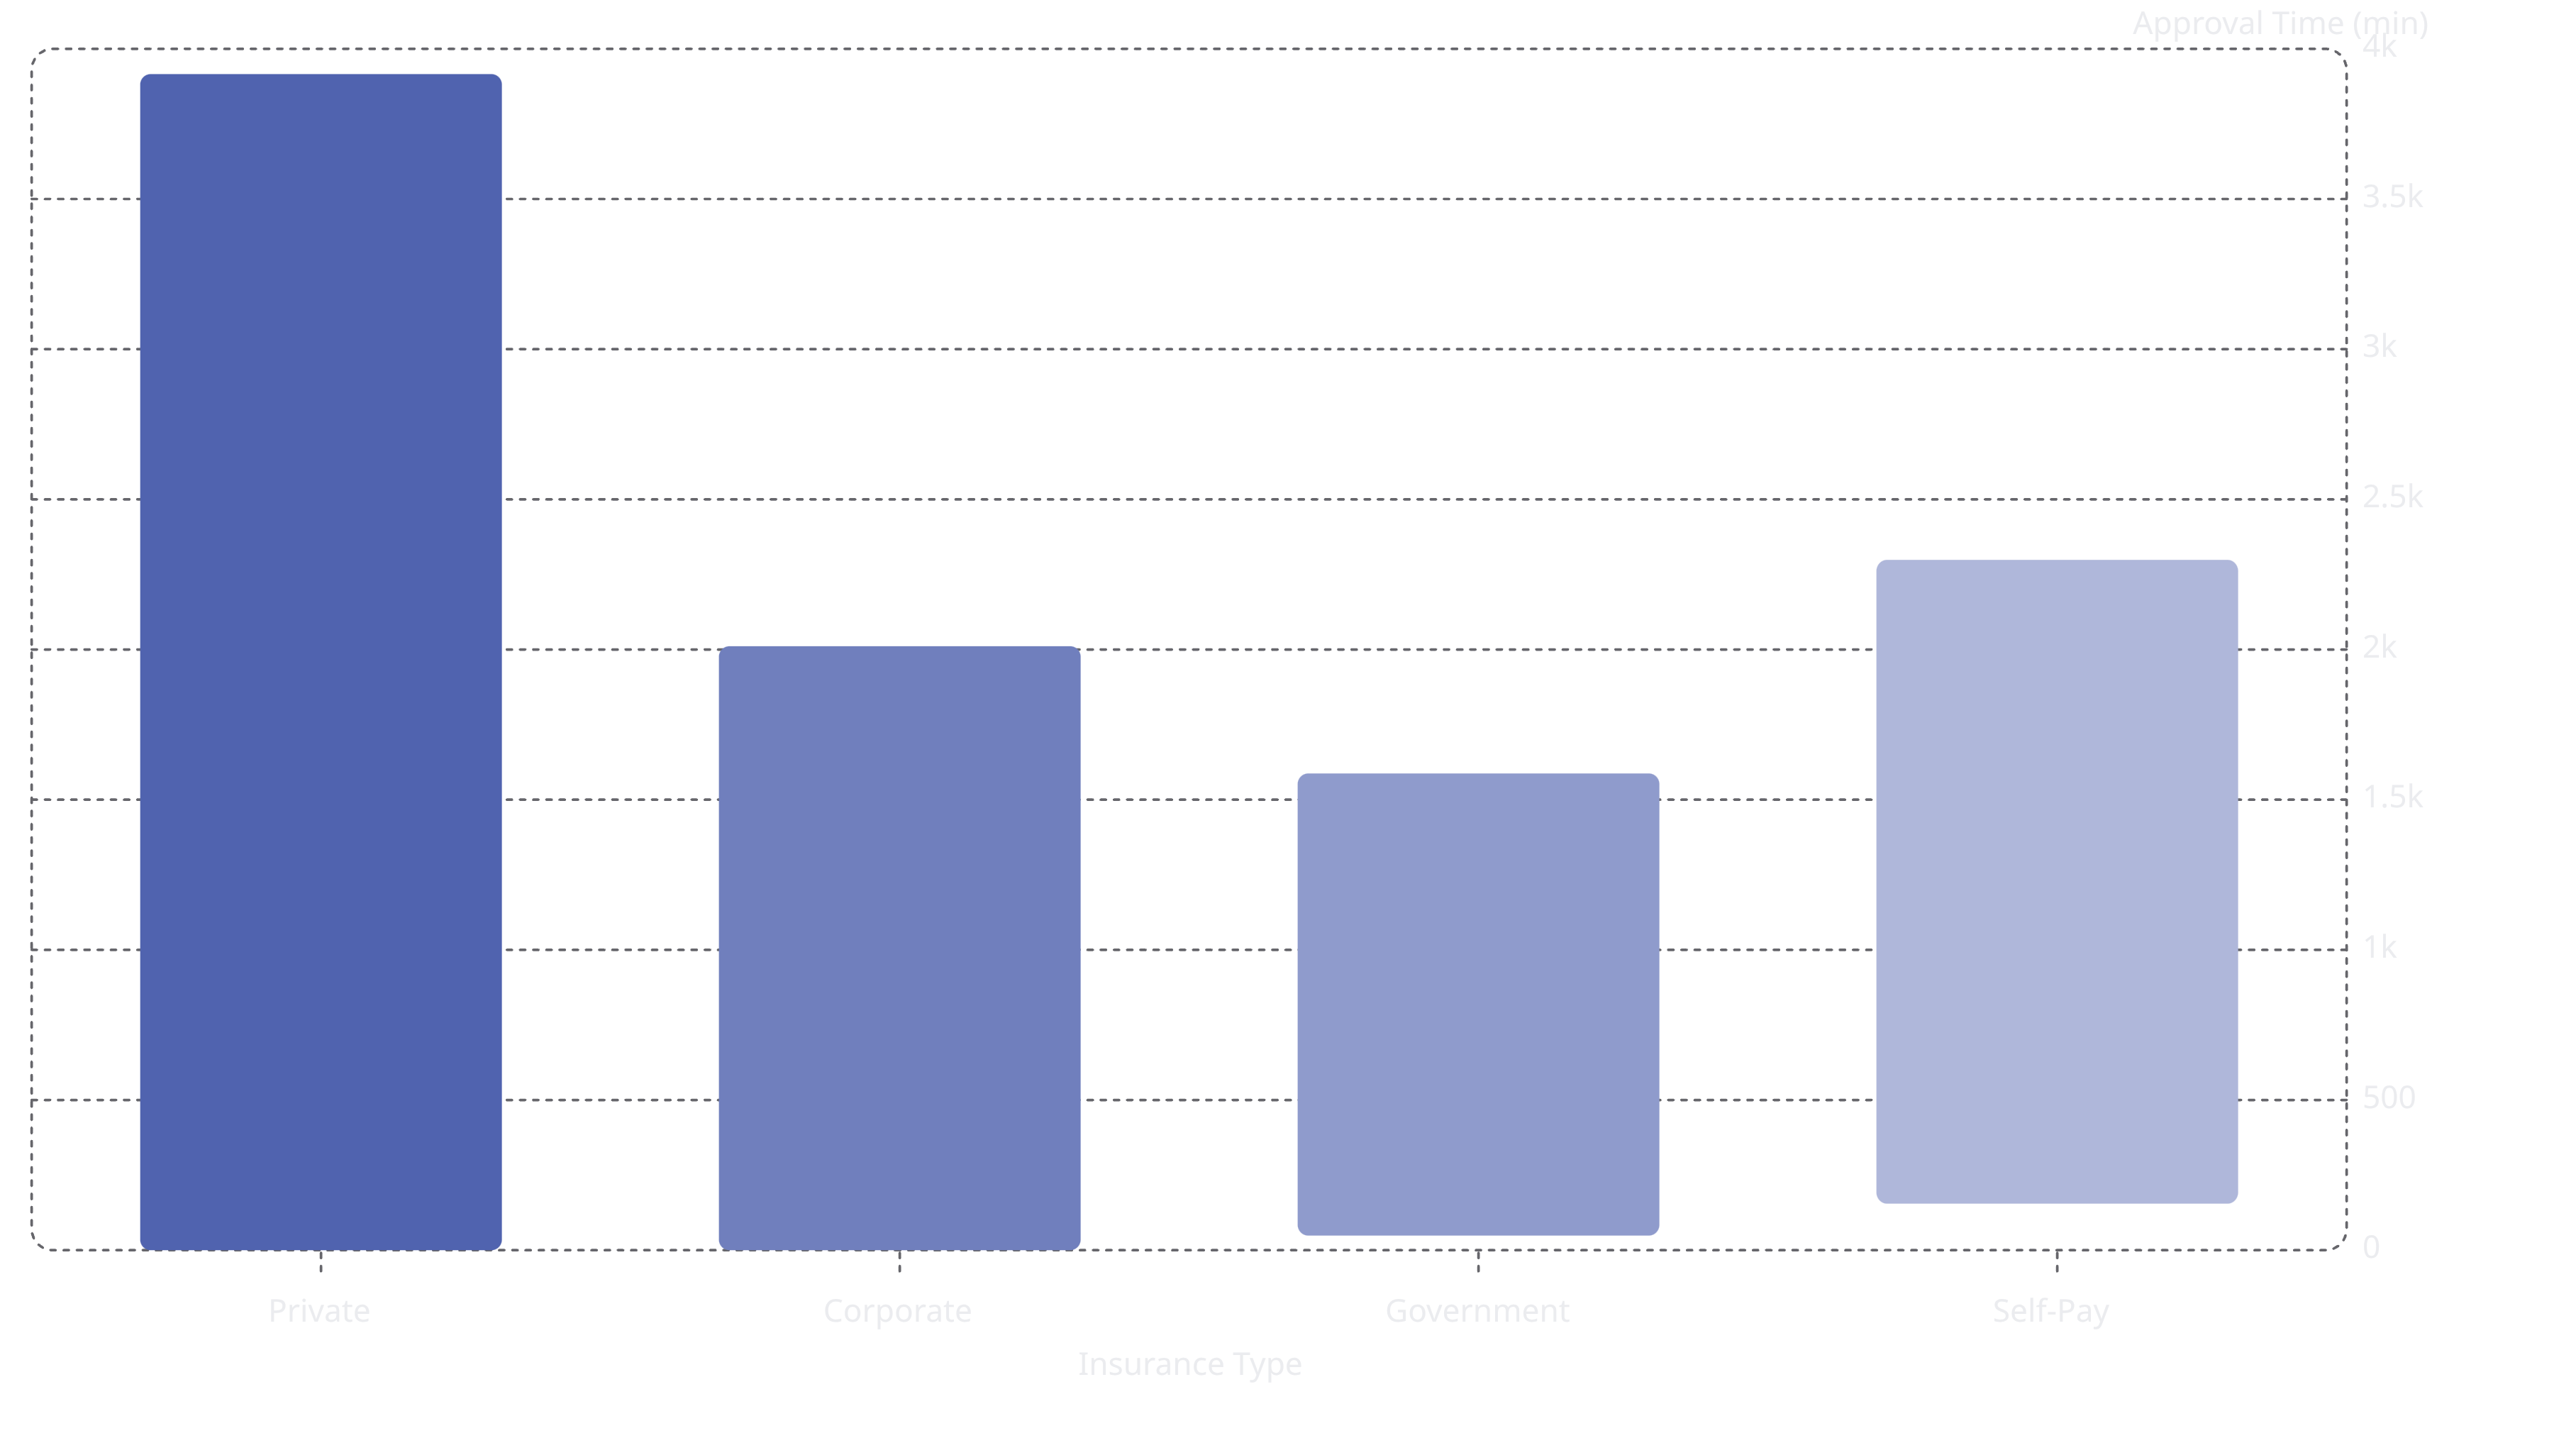 Approval Time (min)
4k
3.5k
3k
2.5k
2k
1.5k
1k
500
0
Private Corporate Government Self-Pay
Insurance Type